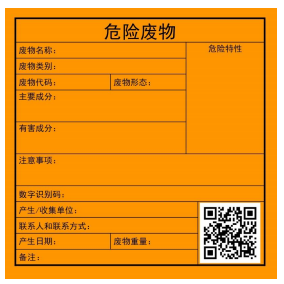 危险废物
废物名称：
危险特性
废物类别：
废物代码：
废物形态：
主要成分：
有害成分：
注意事项：
数字识别码：
产生/收集单位：
联系人和联系方式：
产生日期：
废物重量：
备注：